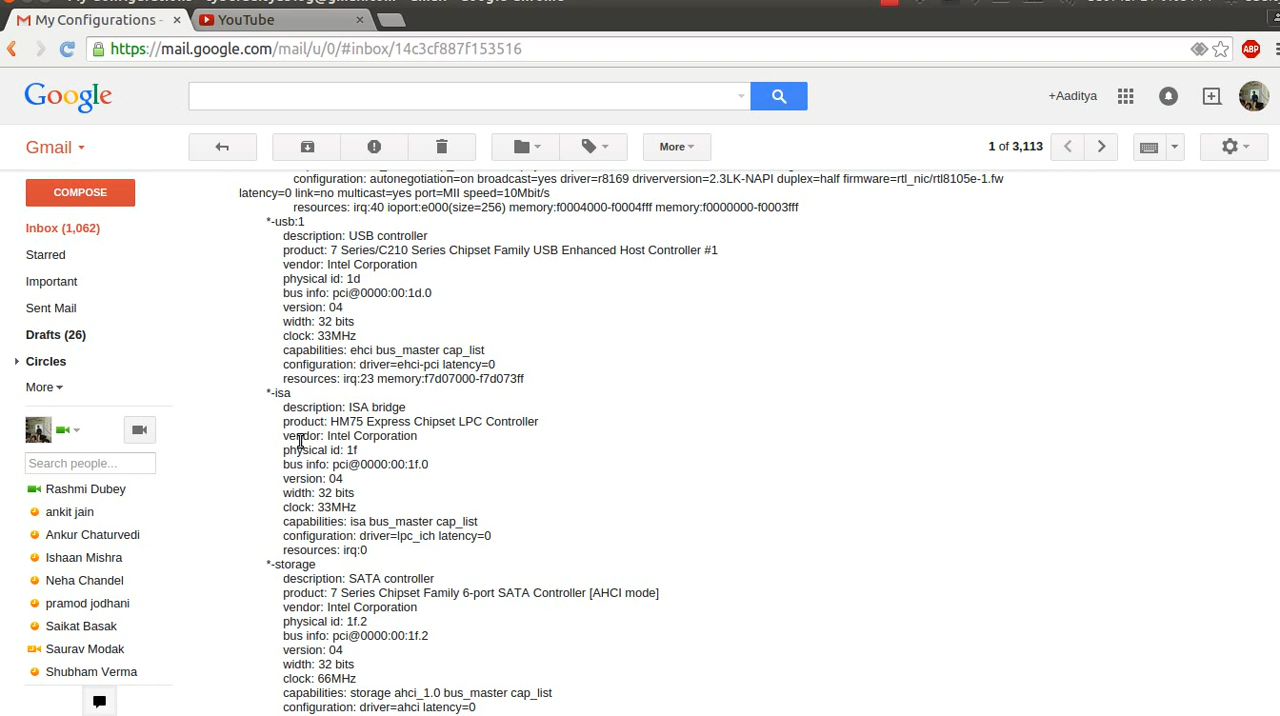 My Configurations -
YouTube
https://mail.google.com/mail/u/0/#inbox/14c3cf887f153516
ABP
Google
+Aaditya
Gmail
More
1 of 3,113
COMPOSE
Inbox (1,062)
Starred
Important
Sent Mail
Drafts (26)
Circles
More
Search people...
Rashmi Dubey
ankit jain
Ankur Chaturvedi
Ishaan Mishra
Neha Chandel
pramod jodhani
Saikat Basak
Saurav Modak
Shubham Verma
configuration: autonegotiation=on broadcast=yes driver=r8169 driverversion=2.3LK-NAPI duplex=half firmware=rtl_nic/rtl8105e-1.fw
latency=0 link=no multicast=yes port=MII speed=10Mbit/s
resources: irq:40 ioport:e000(size=256) memory:f0004000-f0004fff memory:f0000000-f0003fff
*-usb:1
description: USB controller
product: 7 Series/C210 Series Chipset Family USB Enhanced Host Controller #1
vendor: Intel Corporation
physical id: 1d
bus info: pci@0000:00:1d.0
version: 04
width: 32 bits
clock: 33MHz
capabilities: ehci bus_master cap_list
configuration: driver=ehci-pci latency=0
resources: irq:23 memory:f7d07000-f7d073ff
*-isa
description: ISA bridge
product: HM75 Express Chipset LPC Controller
vendor: Intel Corporation
physical id: 1f
bus info: pci@0000:00:1f.0
version: 04
width: 32 bits
clock: 33MHz
capabilities: isa bus_master cap_list
configuration: driver=lpc_ich latency=0
resources: irq:0
*-storage
description: SATA controller
product: 7 Series Chipset Family 6-port SATA Controller [AHCI mode]
vendor: Intel Corporation
physical id: 1f.2
bus info: pci@0000:00:1f.2
version: 04
width: 32 bits
clock: 66MHz
capabilities: storage ahci_1.0 bus_master cap_list
configuration: driver=ahci latency=0